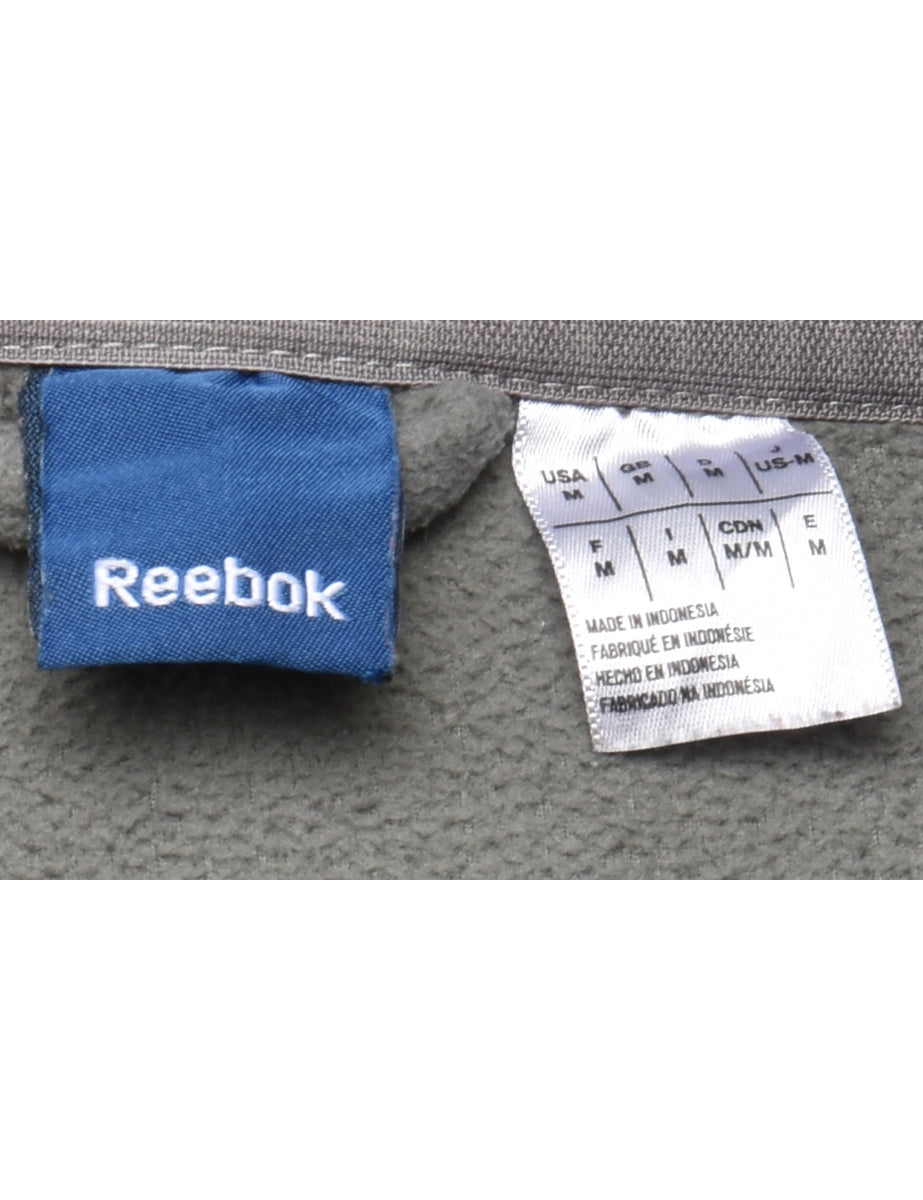 Reebok
USA GB D J
M M M US-M
F I CDN E
M M M/M M
MADE IN INDONESIA
FABRIQUÉ EN INDONÉSIE
HECHO EN INDONESIA
FABRICADO NA INDONÉSIA